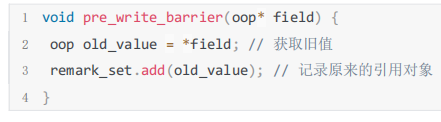 1 void pre_write_barrier(oop* field) {
2 oop old_value = *field; // 获取旧值
3 remark_set.add(old_value); // 记录原来的引用对象
4 }